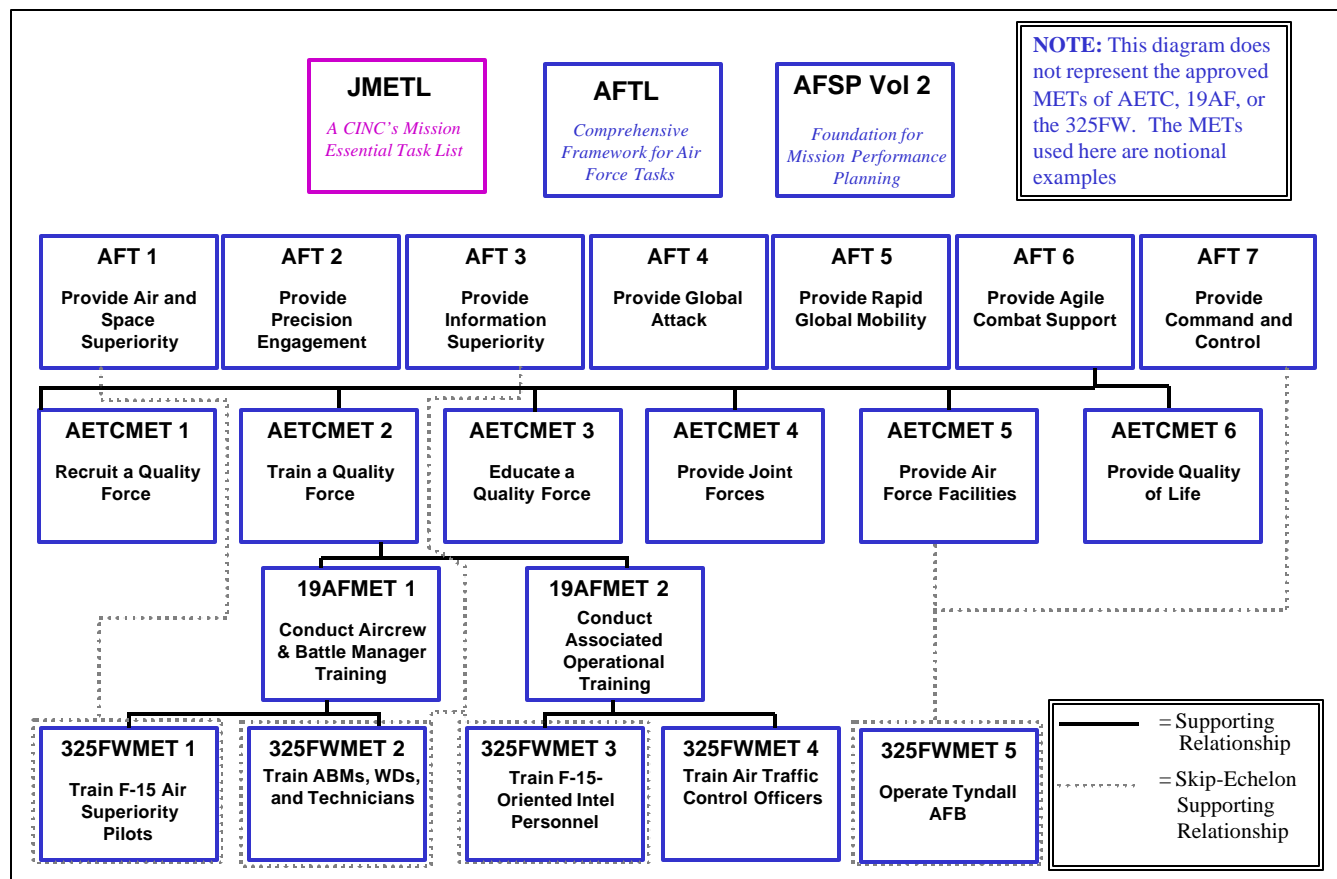 JMETL
A CINC's Mission
Essential Task List
AFTL
Comprehensive
Framework for Air
Force Tasks
AFSP Vol 2
Foundation for
Mission Performance
Planning
NOTE: This diagram does
not represent the approved
METs of AETC, 19AF, or
the 325FW. The METs
used here are notional
examples
AFT 1
Provide Air and
Space
Superiority
AFT 2
Provide
Precision
Engagement
AFT 3
Provide
Information
Superiority
AFT 4
Provide Global
Attack
AFT 5
Provide Rapid
Global Mobility
AFT 6
Provide Agile
Combat Support
AFT 7
Provide
Command and
Control
AETCMET 1
Recruit a Quality
Force
AETCMET 2
Train a Quality
Force
AETCMET 3
Educate a
Quality Force
AETCMET 4
Provide Joint
Forces
AETCMET 5
Provide Air
Force Facilities
AETCMET 6
Provide Quality
of Life
19AFMET 1
Conduct Aircrew
& Battle Manager
Training
19AFMET 2
Conduct
Associated
Operational
Training
325FWMET 1
Train F-15 Air
Superiority
Pilots
325FWMET 2
Train ABMs, WDs,
and Technicians
325FWMET 3
Train F-15-
Oriented Intel
Personnel
325FWMET 4
Train Air Traffic
Control Officers
325FWMET 5
Operate Tyndall
AFB
= Supporting
Relationship
= Skip-Echelon
Supporting
Relationship